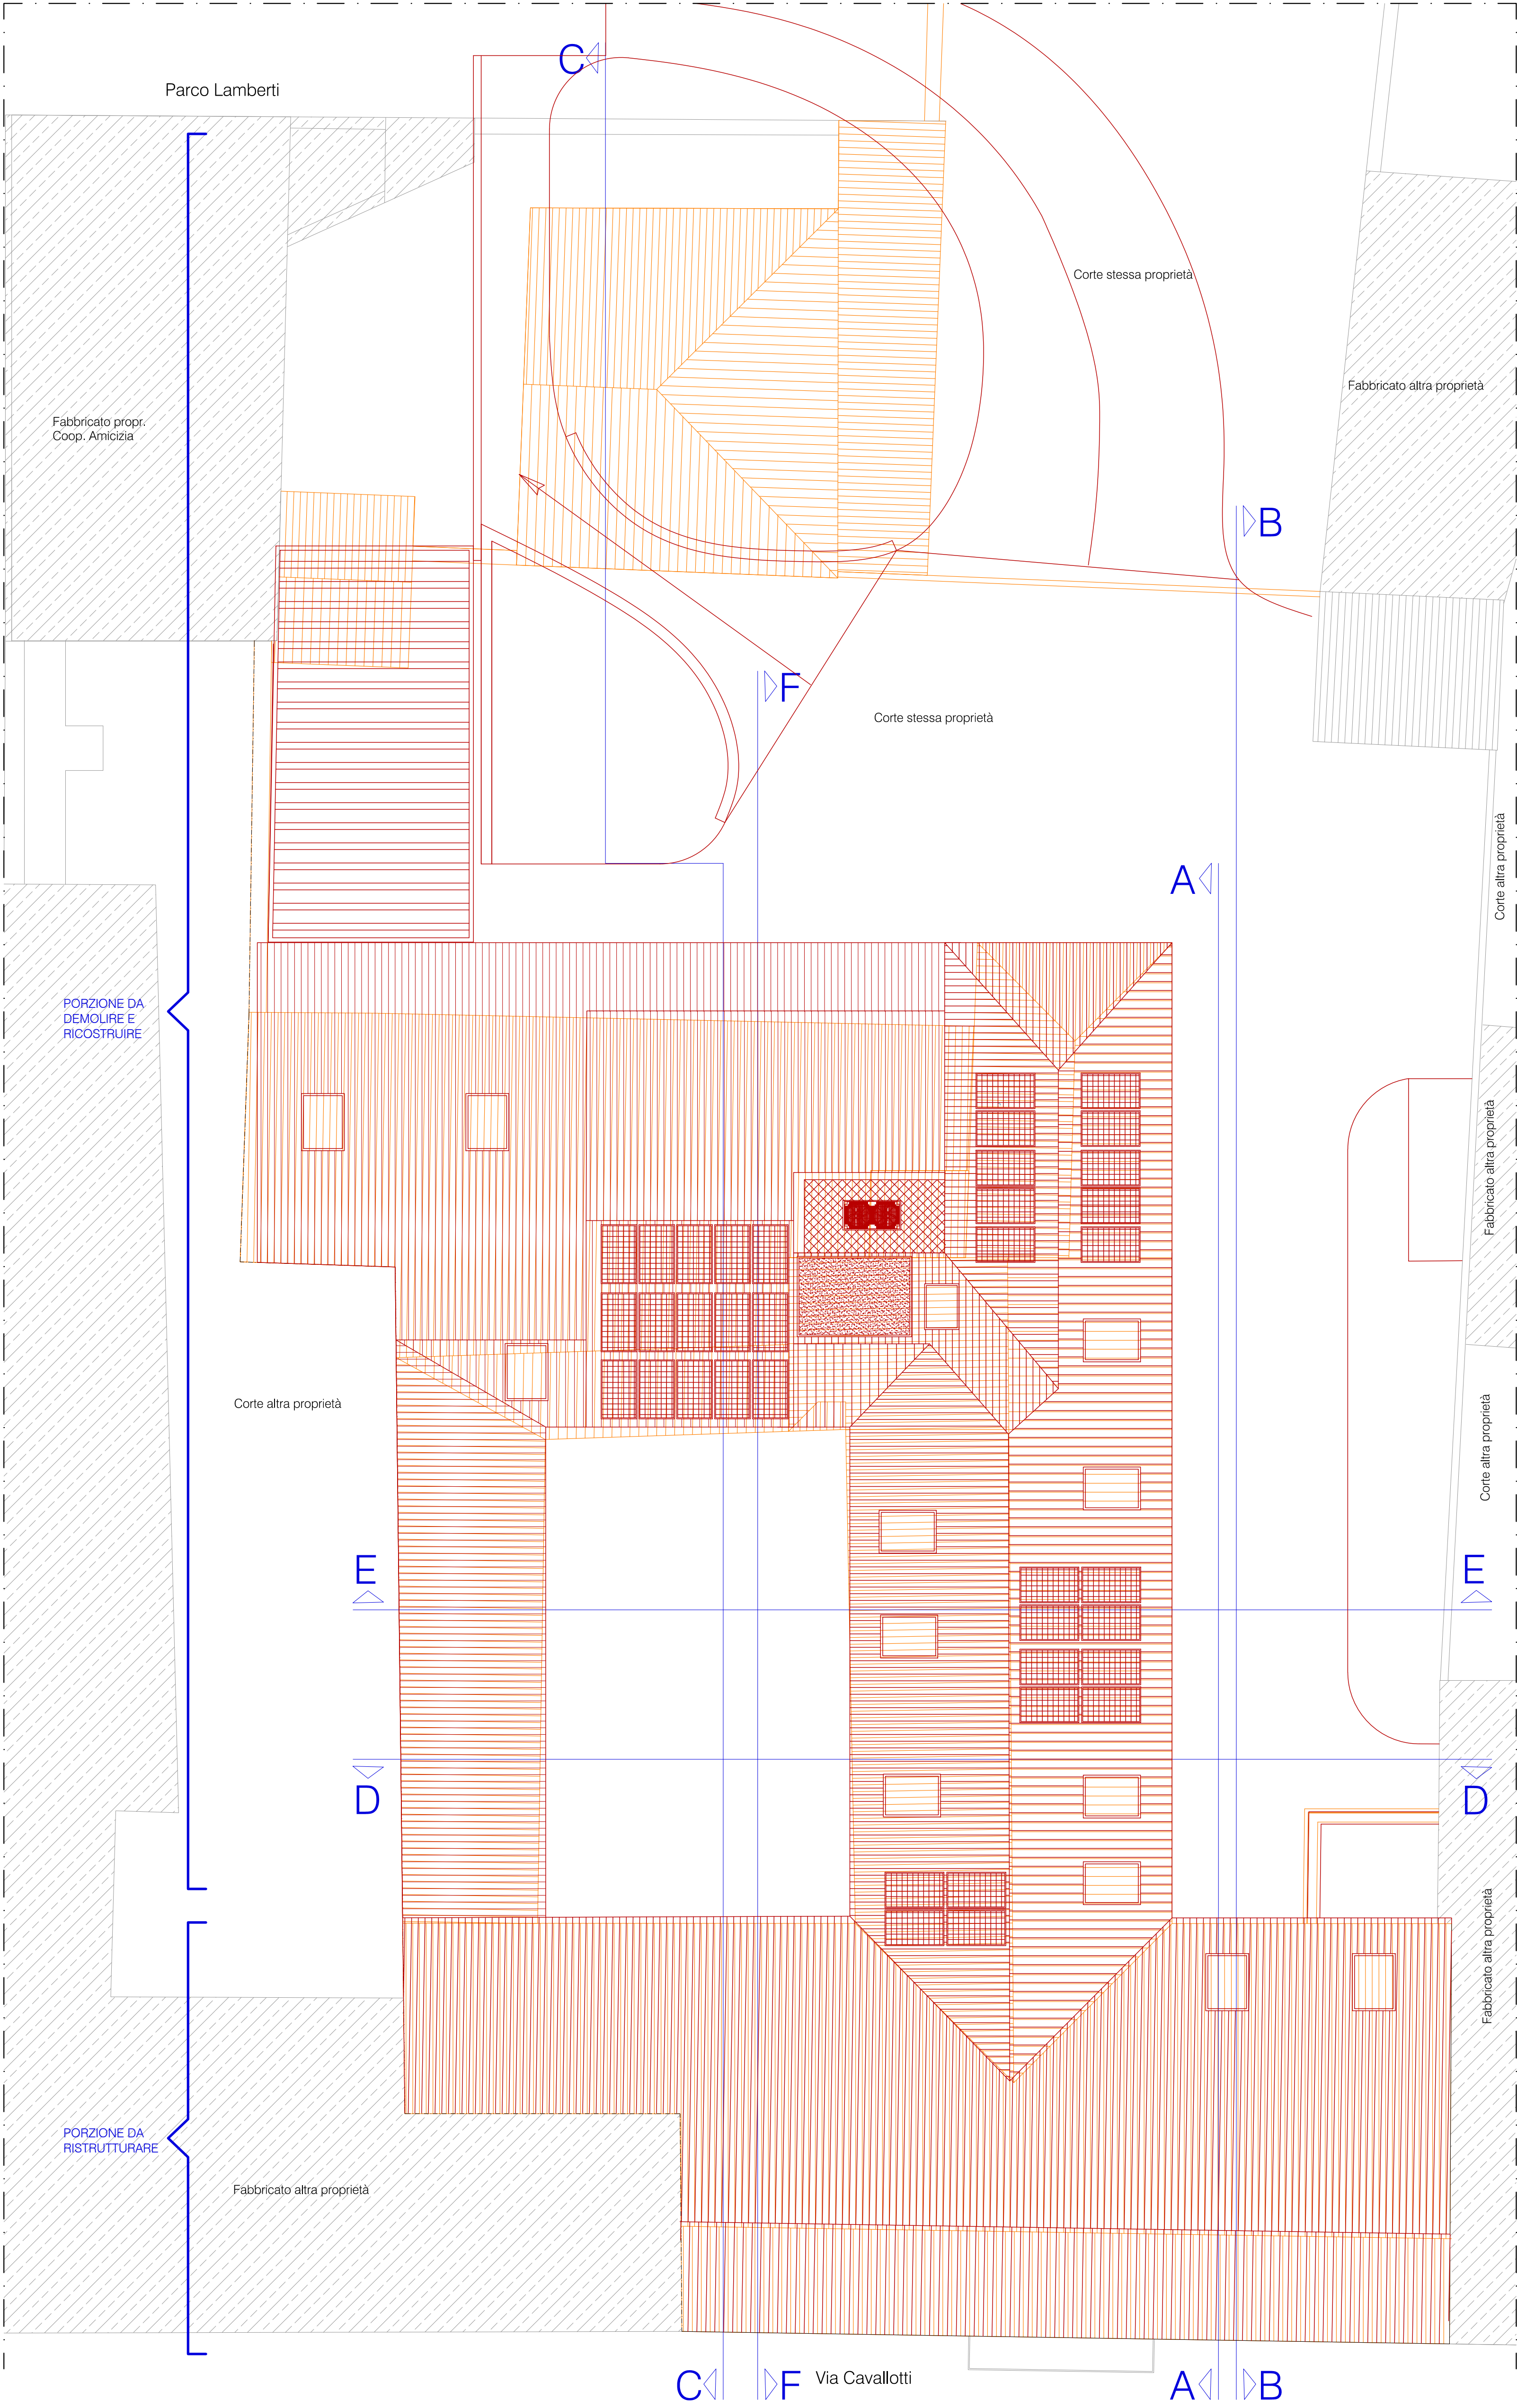 C
Parco Lamberti
Corte stessa proprietà
Fabbricato altra proprietà
Fabbricato propr.
Coop. Amicizia
B
F
Corte stessa proprietà
A
Corte altra proprietà
PORZIONE DA
DEMOLIRE E
RICOSTRUIRE
Fabbricato altra proprietà
Corte altra proprietà
Corte altra proprietà
E
E
D
D
Fabbricato altra proprietà
PORZIONE DA
RISTRUTTURARE
Fabbricato altra proprietà
C
F
Via Cavallotti
A
B